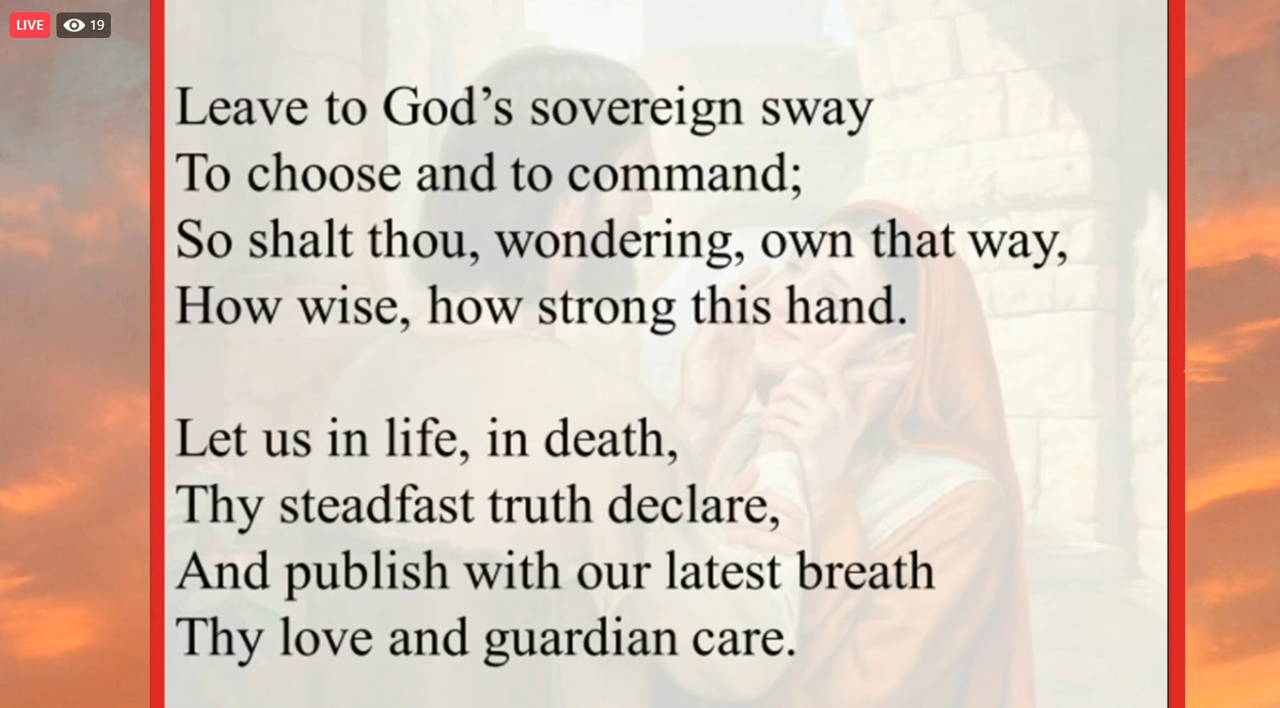 LIVE 19
Leave to God’s sovereign sway
To choose and to command;
So shalt thou, wondering, own that way,
How wise, how strong this hand.
Let us in life, in death,
Thy steadfast truth declare,
And publish with our latest breath
Thy love and guardian care.